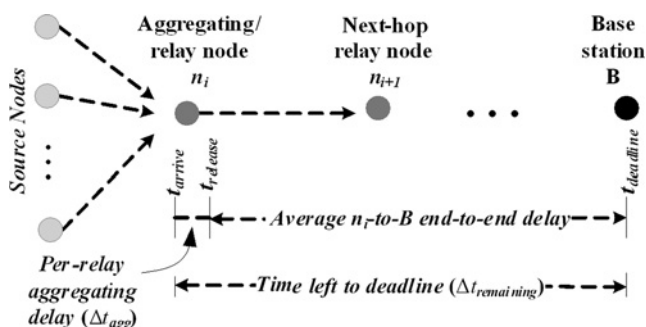 Aggregating/
relay node
n_i
Next-hop
relay node
n_{i+1}
Base
station
B
Source Nodes
t_arrive
t_release
t_deadline
Average n_i-to-B end-to-end delay
Per-relay
aggregating
delay (Δt_agg)
Time left to deadline (Δt_remaining)